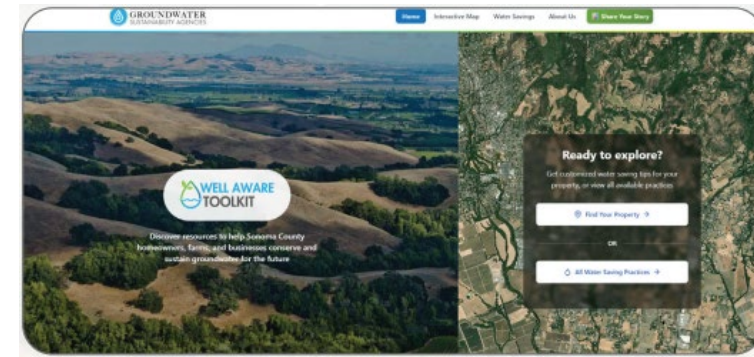 GROUNDWATER
SUSTAINABILITY AGENCIES
Home
Interactive Map
Water Savings
About Us
Share Your Story
WELL AWARE
TOOLKIT
Discover resources to help Sonoma County
homeowners, farms, and businesses conserve and
sustain groundwater for the future
Ready to explore?
Get customized water saving tips for your
property, or view all available practices
Find Your Property →
OR
All Water Saving Practices →